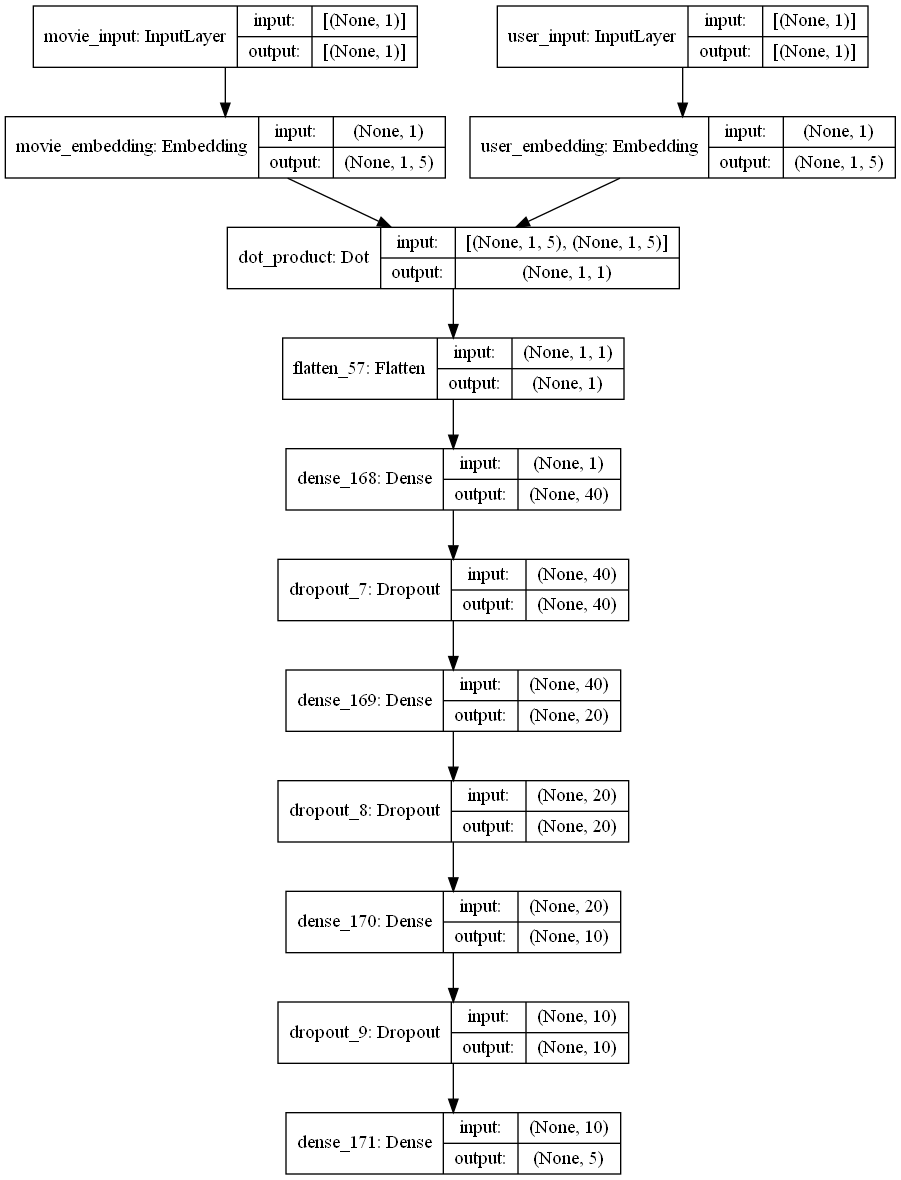 movie_input: InputLayer input: [(None, 1)]
output: [(None, 1)]
user_input: InputLayer input: [(None, 1)]
output: [(None, 1)]
movie_embedding: Embedding input: (None, 1)
output: (None, 1, 5)
user_embedding: Embedding input: (None, 1)
output: (None, 1, 5)
dot_product: Dot input: [(None, 1, 5), (None, 1, 5)]
output: (None, 1, 1)
flatten_57: Flatten input: (None, 1, 1)
output: (None, 1)
dense_168: Dense input: (None, 1)
output: (None, 40)
dropout_7: Dropout input: (None, 40)
output: (None, 40)
dense_169: Dense input: (None, 40)
output: (None, 20)
dropout_8: Dropout input: (None, 20)
output: (None, 20)
dense_170: Dense input: (None, 20)
output: (None, 10)
dropout_9: Dropout input: (None, 10)
output: (None, 10)
dense_171: Dense input: (None, 10)
output: (None, 5)